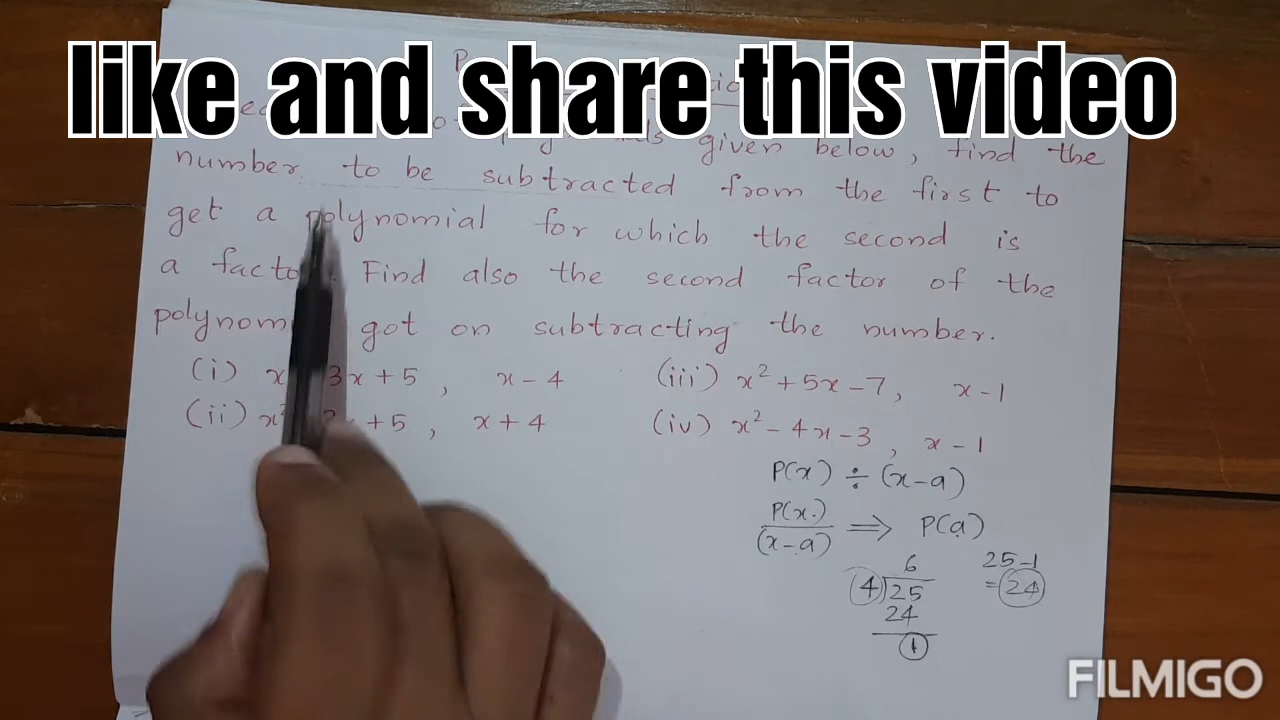 like and share this video
given below, find the
number to be subtracted from the first to
get a polynomial for which the second is
a Find also the second factor of the
got on subtracting the number.
(i) 3x + 5 , x - 4
(iii) x² + 5x - 7, x - 1
(ii) + 5 , x + 4
(iv) x² - 4x - 3 , x - 1
P(x) ÷ (x - a)
P(x)
(x - a) ⟹ P(a)
6
4)25
24
1
25-1
= 24
FILMIGO